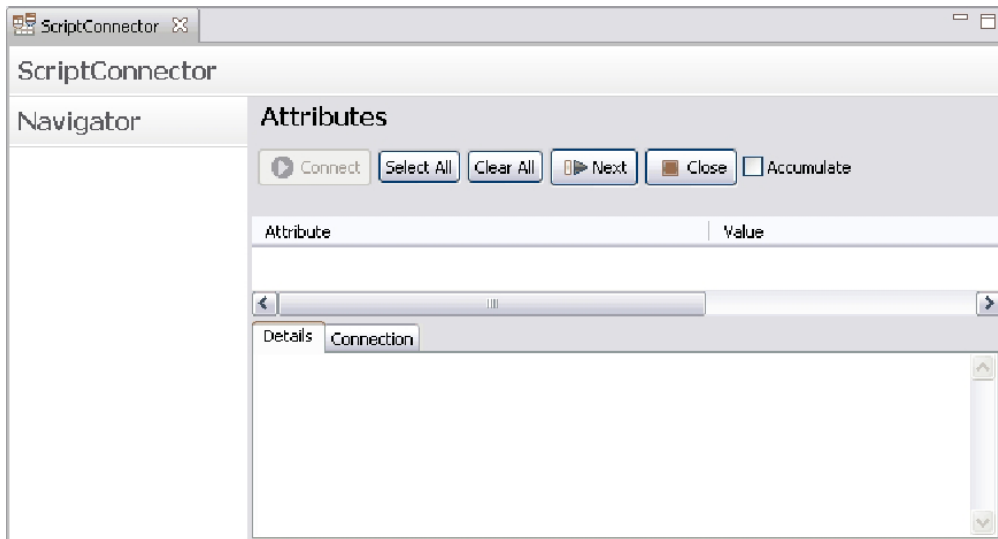 ScriptConnector
ScriptConnector
Navigator
Attributes
Connect Select All Clear All Next Close Accumulate
Attribute Value
Details Connection